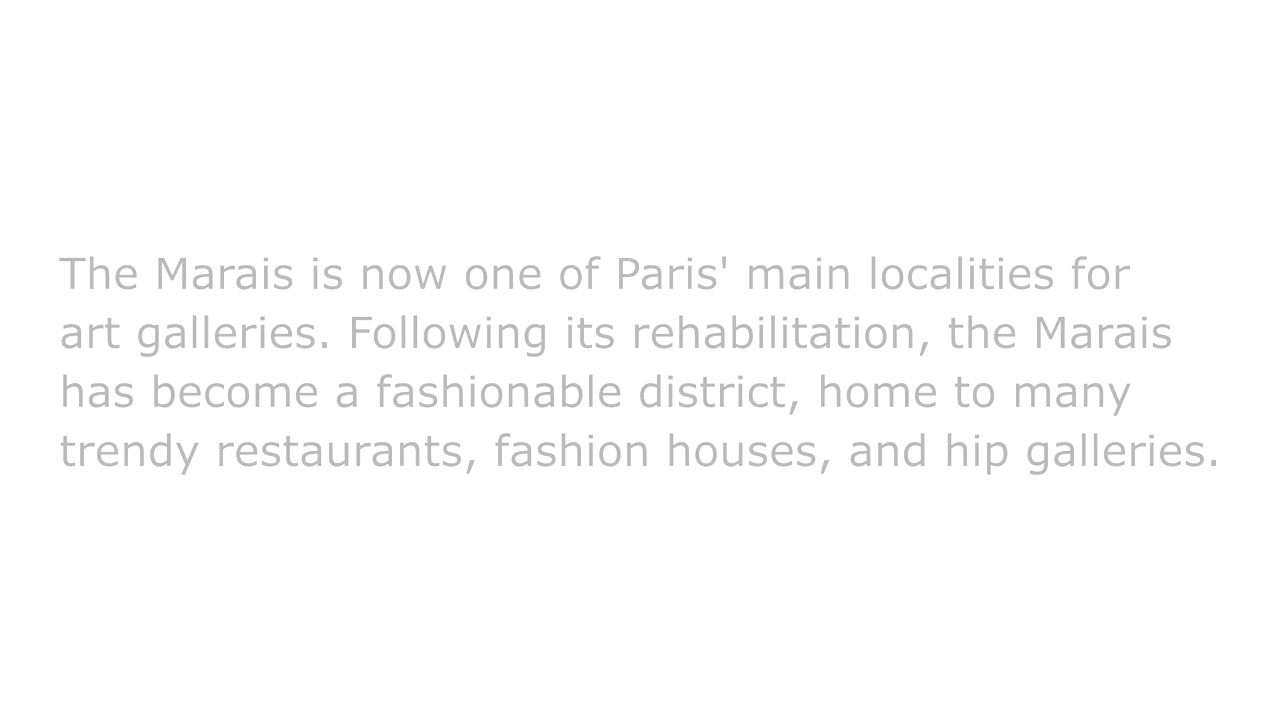 The Marais is now one of Paris' main localities for
art galleries. Following its rehabilitation, the Marais
has become a fashionable district, home to many
trendy restaurants, fashion houses, and hip galleries.